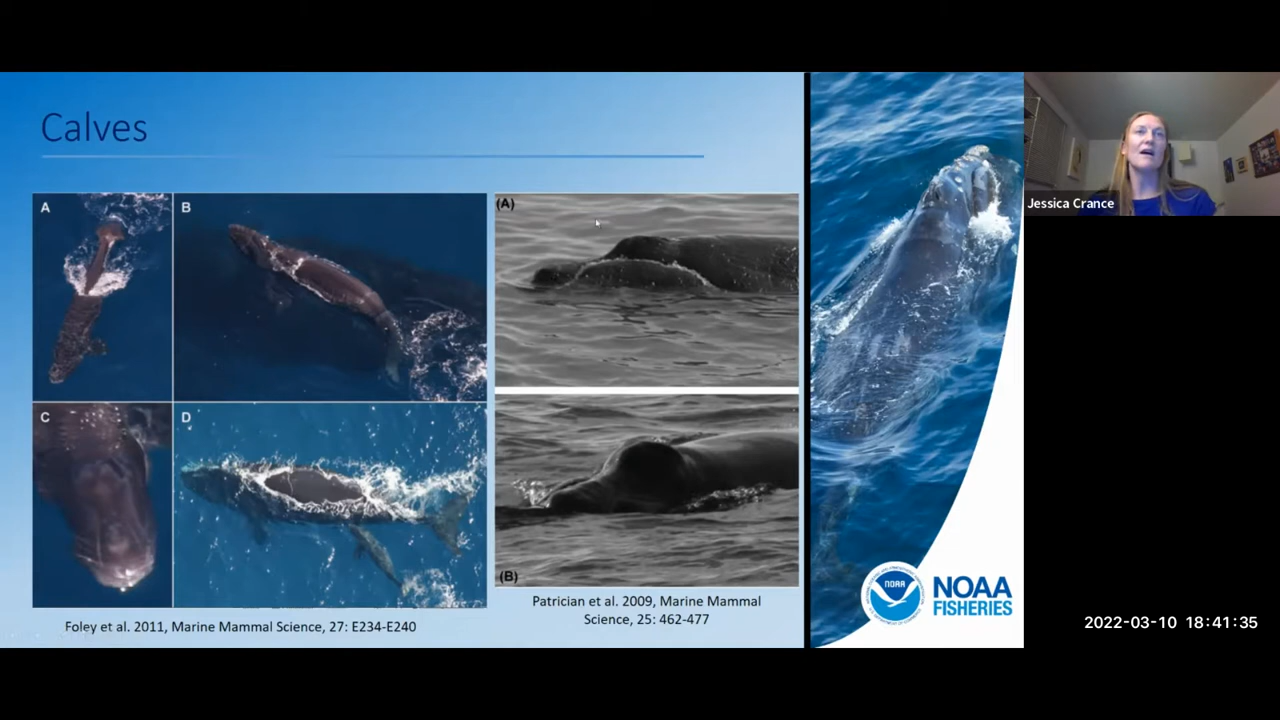 Calves
A
B
C
D
(A)
(B)
Foley et al. 2011, Marine Mammal Science, 27: E234-E240
Patrician et al. 2009, Marine Mammal
Science, 25: 462-477
NOAA
NOAA
FISHERIES
Jessica Crance
2022-03-10 18:41:35